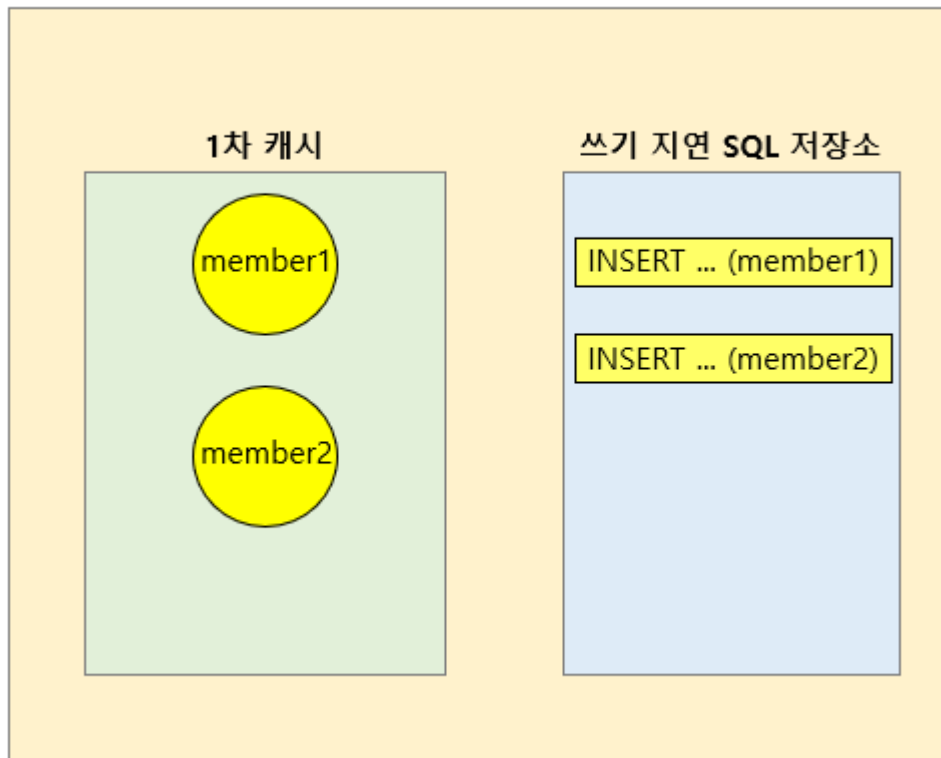 1차 캐시
쓰기 지연 SQL 저장소
member1
INSERT ... (member1)
member2
INSERT ... (member2)